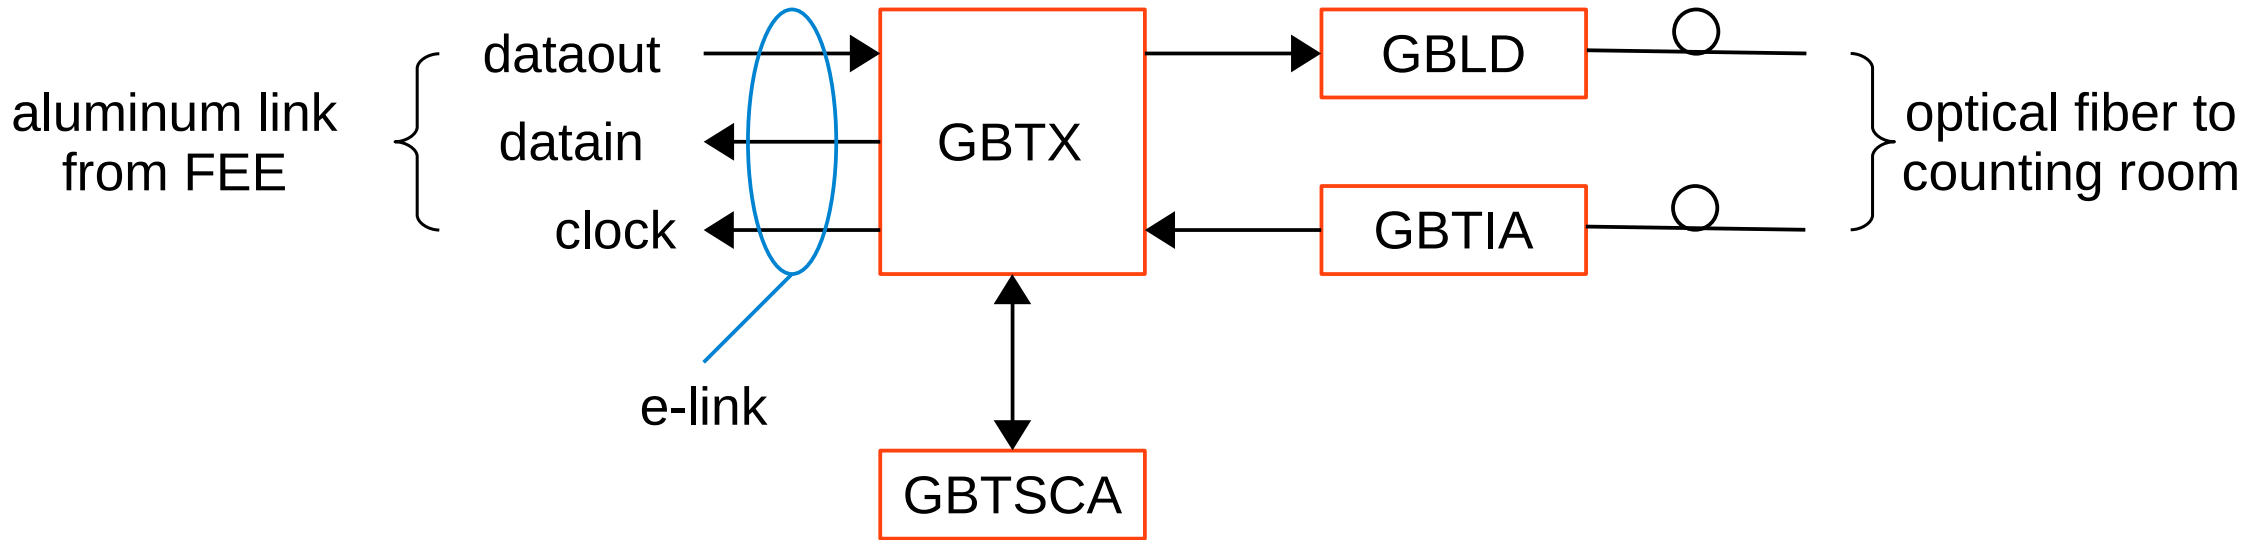 dataout
GBLD
aluminum link
from FEE
datain
GBTX
optical fiber to
counting room
clock
GBTIA
e-link
GBTSCA